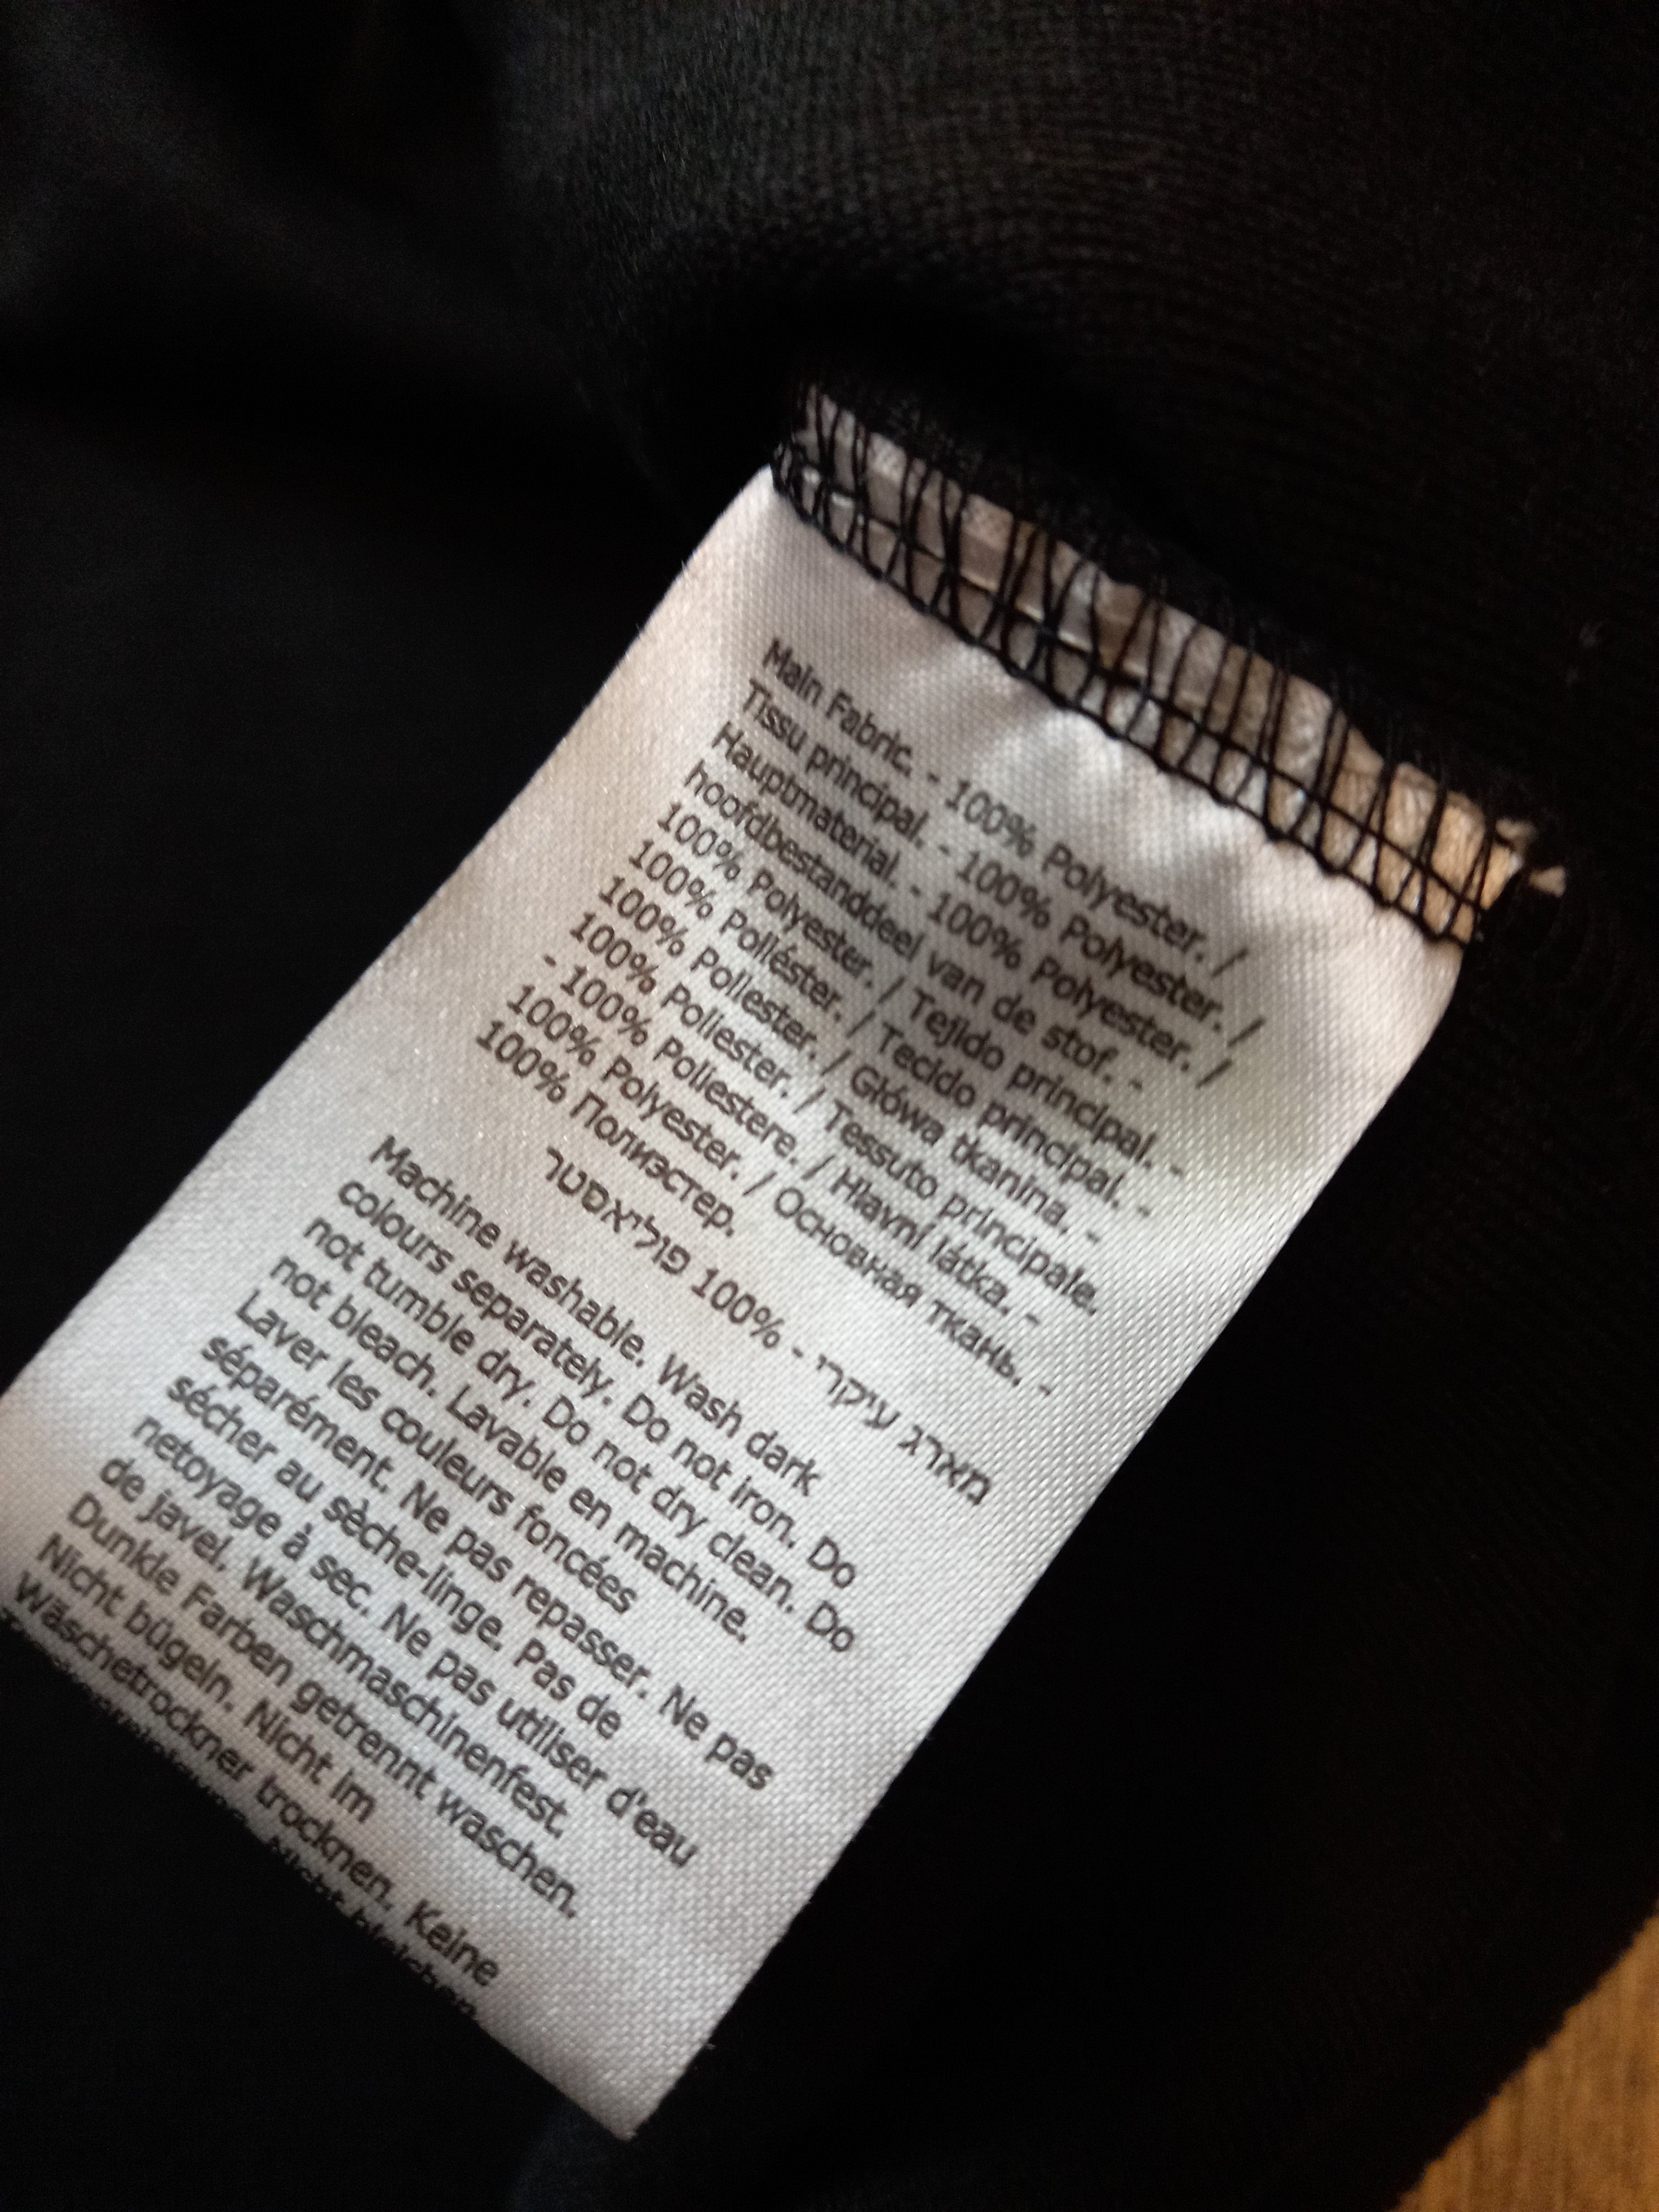 Main Fabric. - 100% Polyester. /
Tissu principal. - 100% Polyester. /
Hauptmaterial. - 100% Polyester. /
hoofdbestanddeel van de stof. -
100% Polyester. / Tejido principal. -
100% Poliéster. / Tecido principal. -
100% Poliester. / Główa tkanina. -
100% Poliester. / Tessuto principale.
- 100% Poliestere. / Hlavní látka. -
100% Polyester. / Основная ткань. -
100% Полиэстер.
מארג עיקרי - 100% פוליאסטר
Machine washable. Wash dark
colours separately. Do not iron. Do
not tumble dry. Do not dry clean. Do
not bleach. Lavable en machine.
Laver les couleurs foncées
séparément. Ne pas repasser. Ne pas
sécher au sèche-linge. Pas de
netoyage à sec. Ne pas utiliser d'eau
de javel. Waschmaschinenfest.
Dunkle Farben getrennt waschen.
Nicht bügeln. Nicht im
Wäschetrockner trocknen. Keine
Nicht bleichen